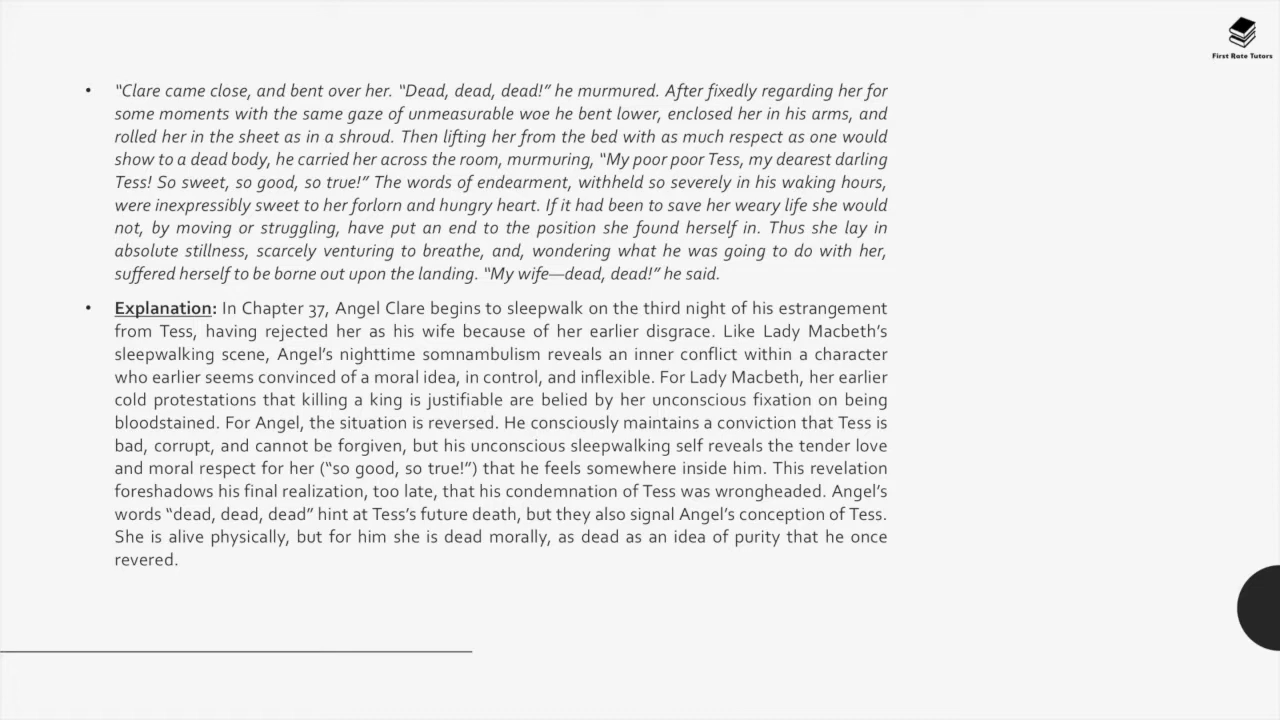 First Rate Tutors
• “Clare came close, and bent over her. “Dead, dead, dead!” he murmured. After fixedly regarding her for
some moments with the same gaze of unmeasurable woe he bent lower, enclosed her in his arms, and
rolled her in the sheet as in a shroud. Then lifting her from the bed with as much respect as one would
show to a dead body, he carried her across the room, murmuring, “My poor poor Tess, my dearest darling
Tess! So sweet, so good, so true!” The words of endearment, withheld so severely in his waking hours,
were inexpressibly sweet to her forlorn and hungry heart. If it had been to save her weary life she would
not, by moving or struggling, have put an end to the position she found herself in. Thus she lay in
absolute stillness, scarcely venturing to breathe, and, wondering what he was going to do with her,
suffered herself to be borne out upon the landing. “My wife—dead, dead!” he said.
• Explanation: In Chapter 37, Angel Clare begins to sleepwalk on the third night of his estrangement
from Tess, having rejected her as his wife because of her earlier disgrace. Like Lady Macbeth’s
sleepwalking scene, Angel’s nighttime somnambulism reveals an inner conflict within a character
who earlier seems convinced of a moral idea, in control, and inflexible. For Lady Macbeth, her earlier
cold protestations that killing a king is justifiable are belied by her unconscious fixation on being
bloodstained. For Angel, the situation is reversed. He consciously maintains a conviction that Tess is
bad, corrupt, and cannot be forgiven, but his unconscious sleepwalking self reveals the tender love
and moral respect for her (“so good, so true!”) that he feels somewhere inside him. This revelation
foreshadows his final realization, too late, that his condemnation of Tess was wrongheaded. Angel’s
words “dead, dead, dead” hint at Tess’s future death, but they also signal Angel’s conception of Tess.
She is alive physically, but for him she is dead morally, as dead as an idea of purity that he once
revered.